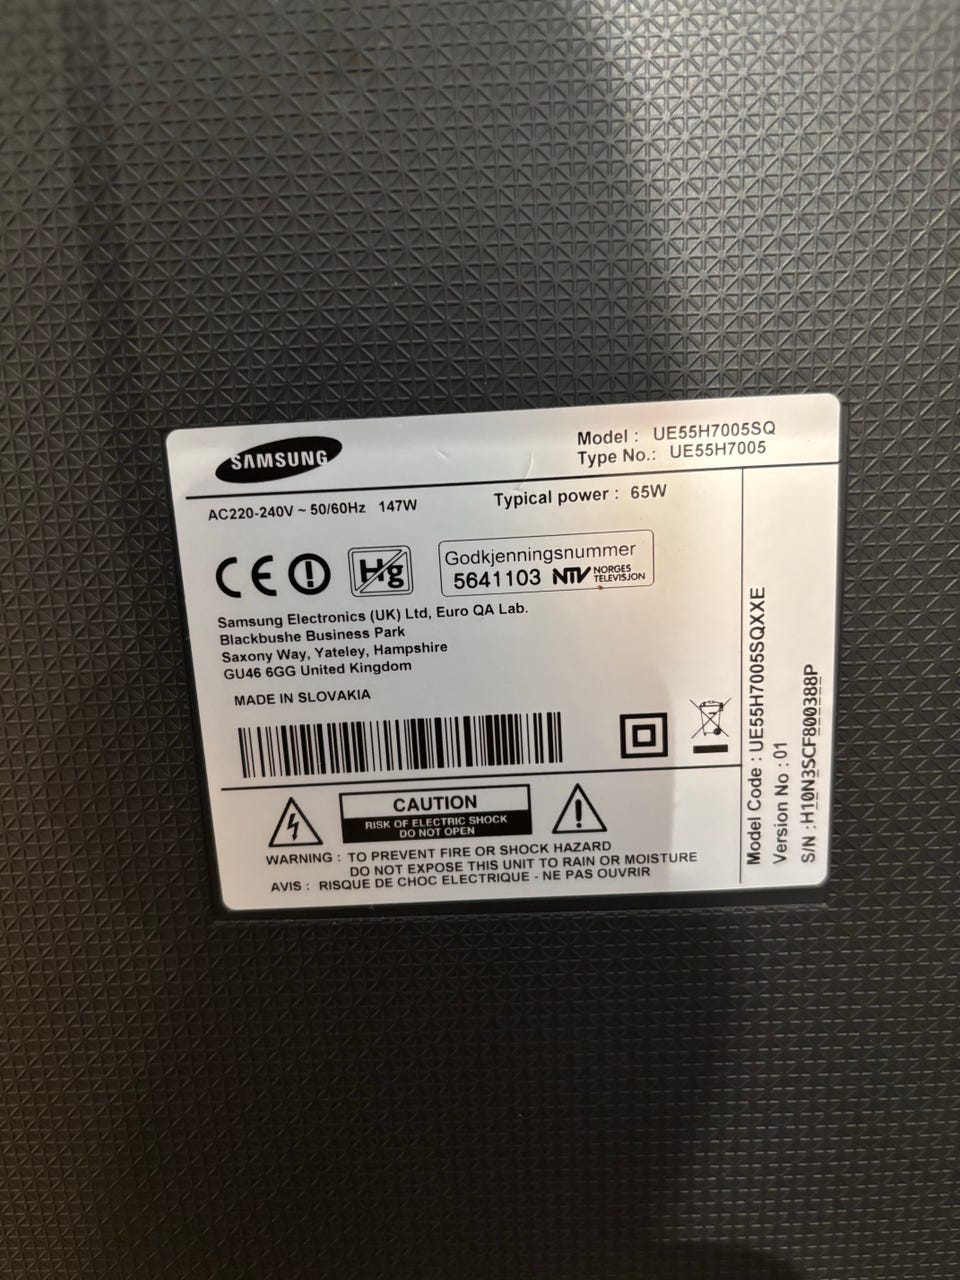 SAMSUNG
Model : UE55H7005SQ
Type No.: UE55H7005
AC220-240V ~ 50/60Hz 147W
Typical power : 65W
CE
Hg
Godkjenningsnummer
5641103 NTV NORGES TELEVISJON
Samsung Electronics (UK) Ltd, Euro QA Lab.
Blackbushe Business Park
Saxony Way, Yateley, Hampshire
GU46 6GG United Kingdom
MADE IN SLOVAKIA
CAUTION
RISK OF ELECTRIC SHOCK
DO NOT OPEN
WARNING : TO PREVENT FIRE OR SHOCK HAZARD
DO NOT EXPOSE THIS UNIT TO RAIN OR MOISTURE
AVIS : RISQUE DE CHOC ELECTRIQUE - NE PAS OUVRIR
Model Code : UE55H7005SQXXE
Version No : 01
S/N : H10N3SCF800388P